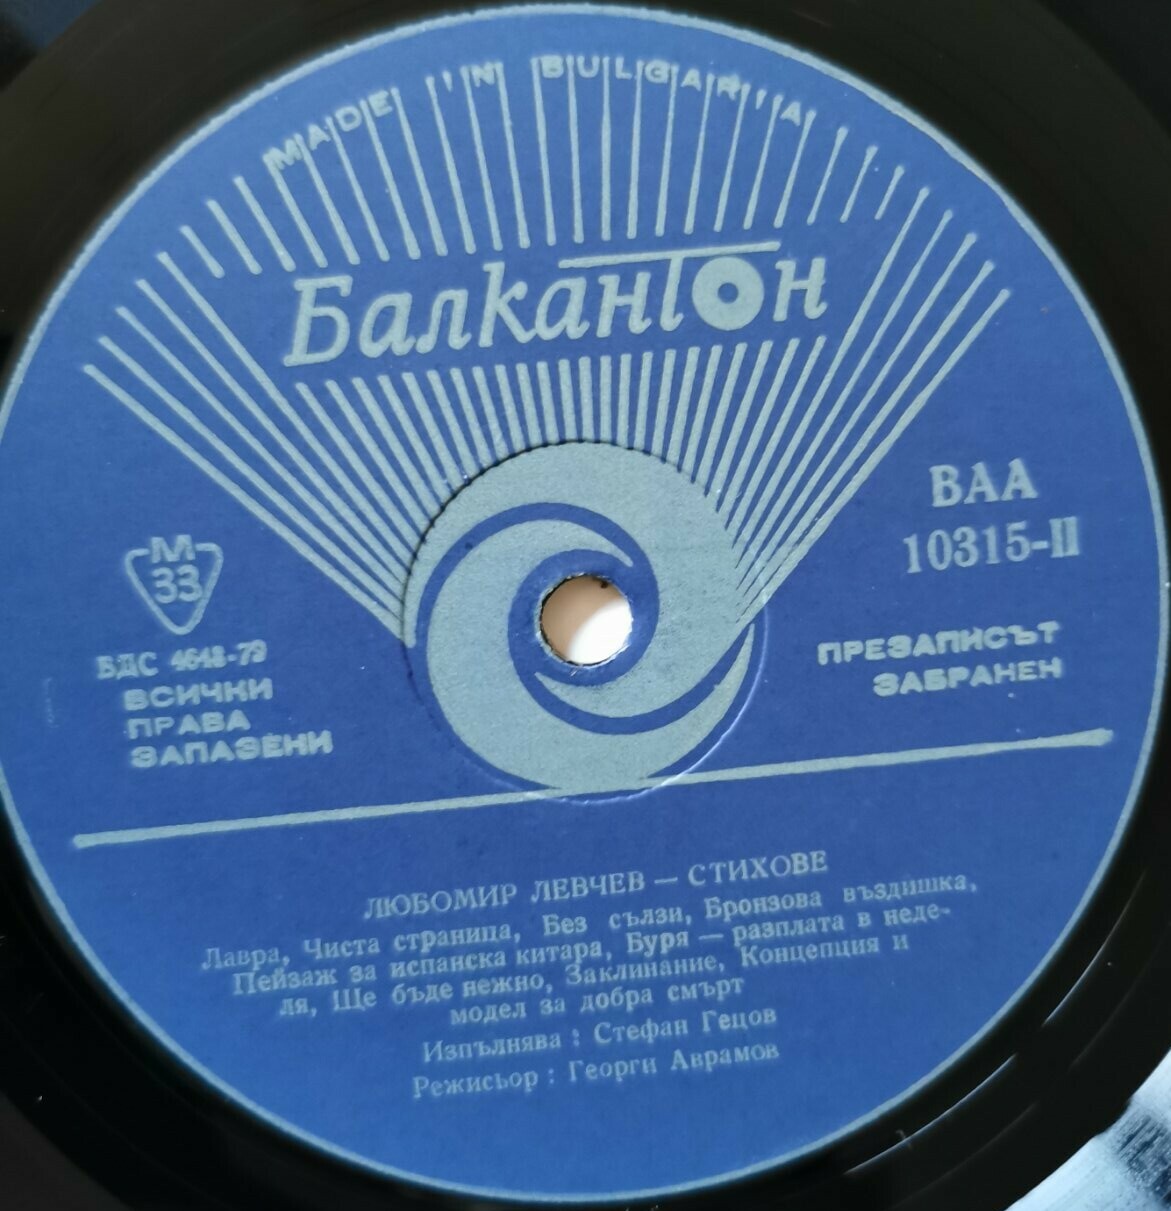 MADE IN BULGARIA
Балкантон
ВАА
10315-II
М
33
БДС 4648-79
ВСИЧКИ
ПРАВА
ЗАПАЗЕНИ
ПРЕЗАПИСЪТ
ЗАБРАНЕН
ЛЮБОМИР ЛЕВЧЕВ — СТИХОВЕ
Лавра, Чиста страница, Без сълзи, Бронзова въздишка,
Пейзаж за испанска китара, Буря — разплата в неде-
ля, Ще бъде нежно, Заклинание, Концепция и
модел за добра смърт
Изпълнява : Стефан Гецов
Режисьор : Георги Аврамов